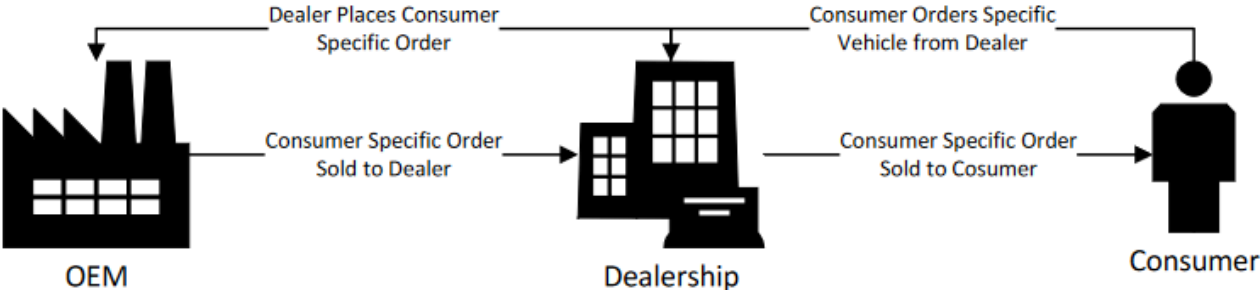 Dealer Places Consumer
Specific Order
Consumer Orders Specific
Vehicle from Dealer
Consumer Specific Order
Sold to Dealer
Consumer Specific Order
Sold to Cosumer
OEM
Dealership
Consumer